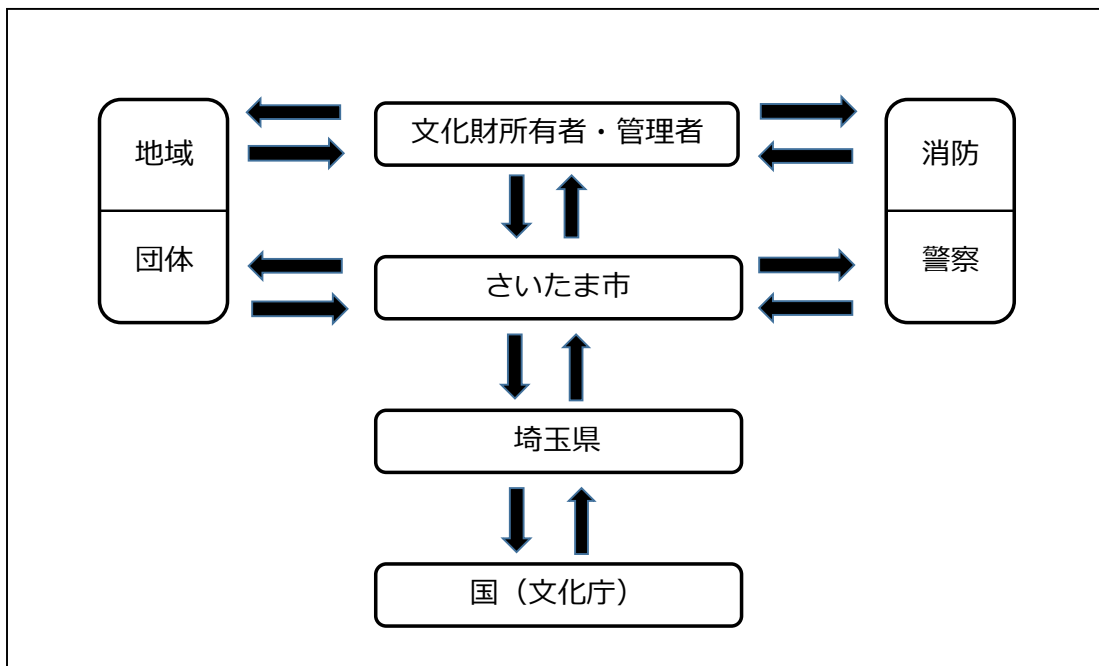 地域
文化財所有者・管理者
消防
団体
さいたま市
警察
埼玉県
国（文化庁）